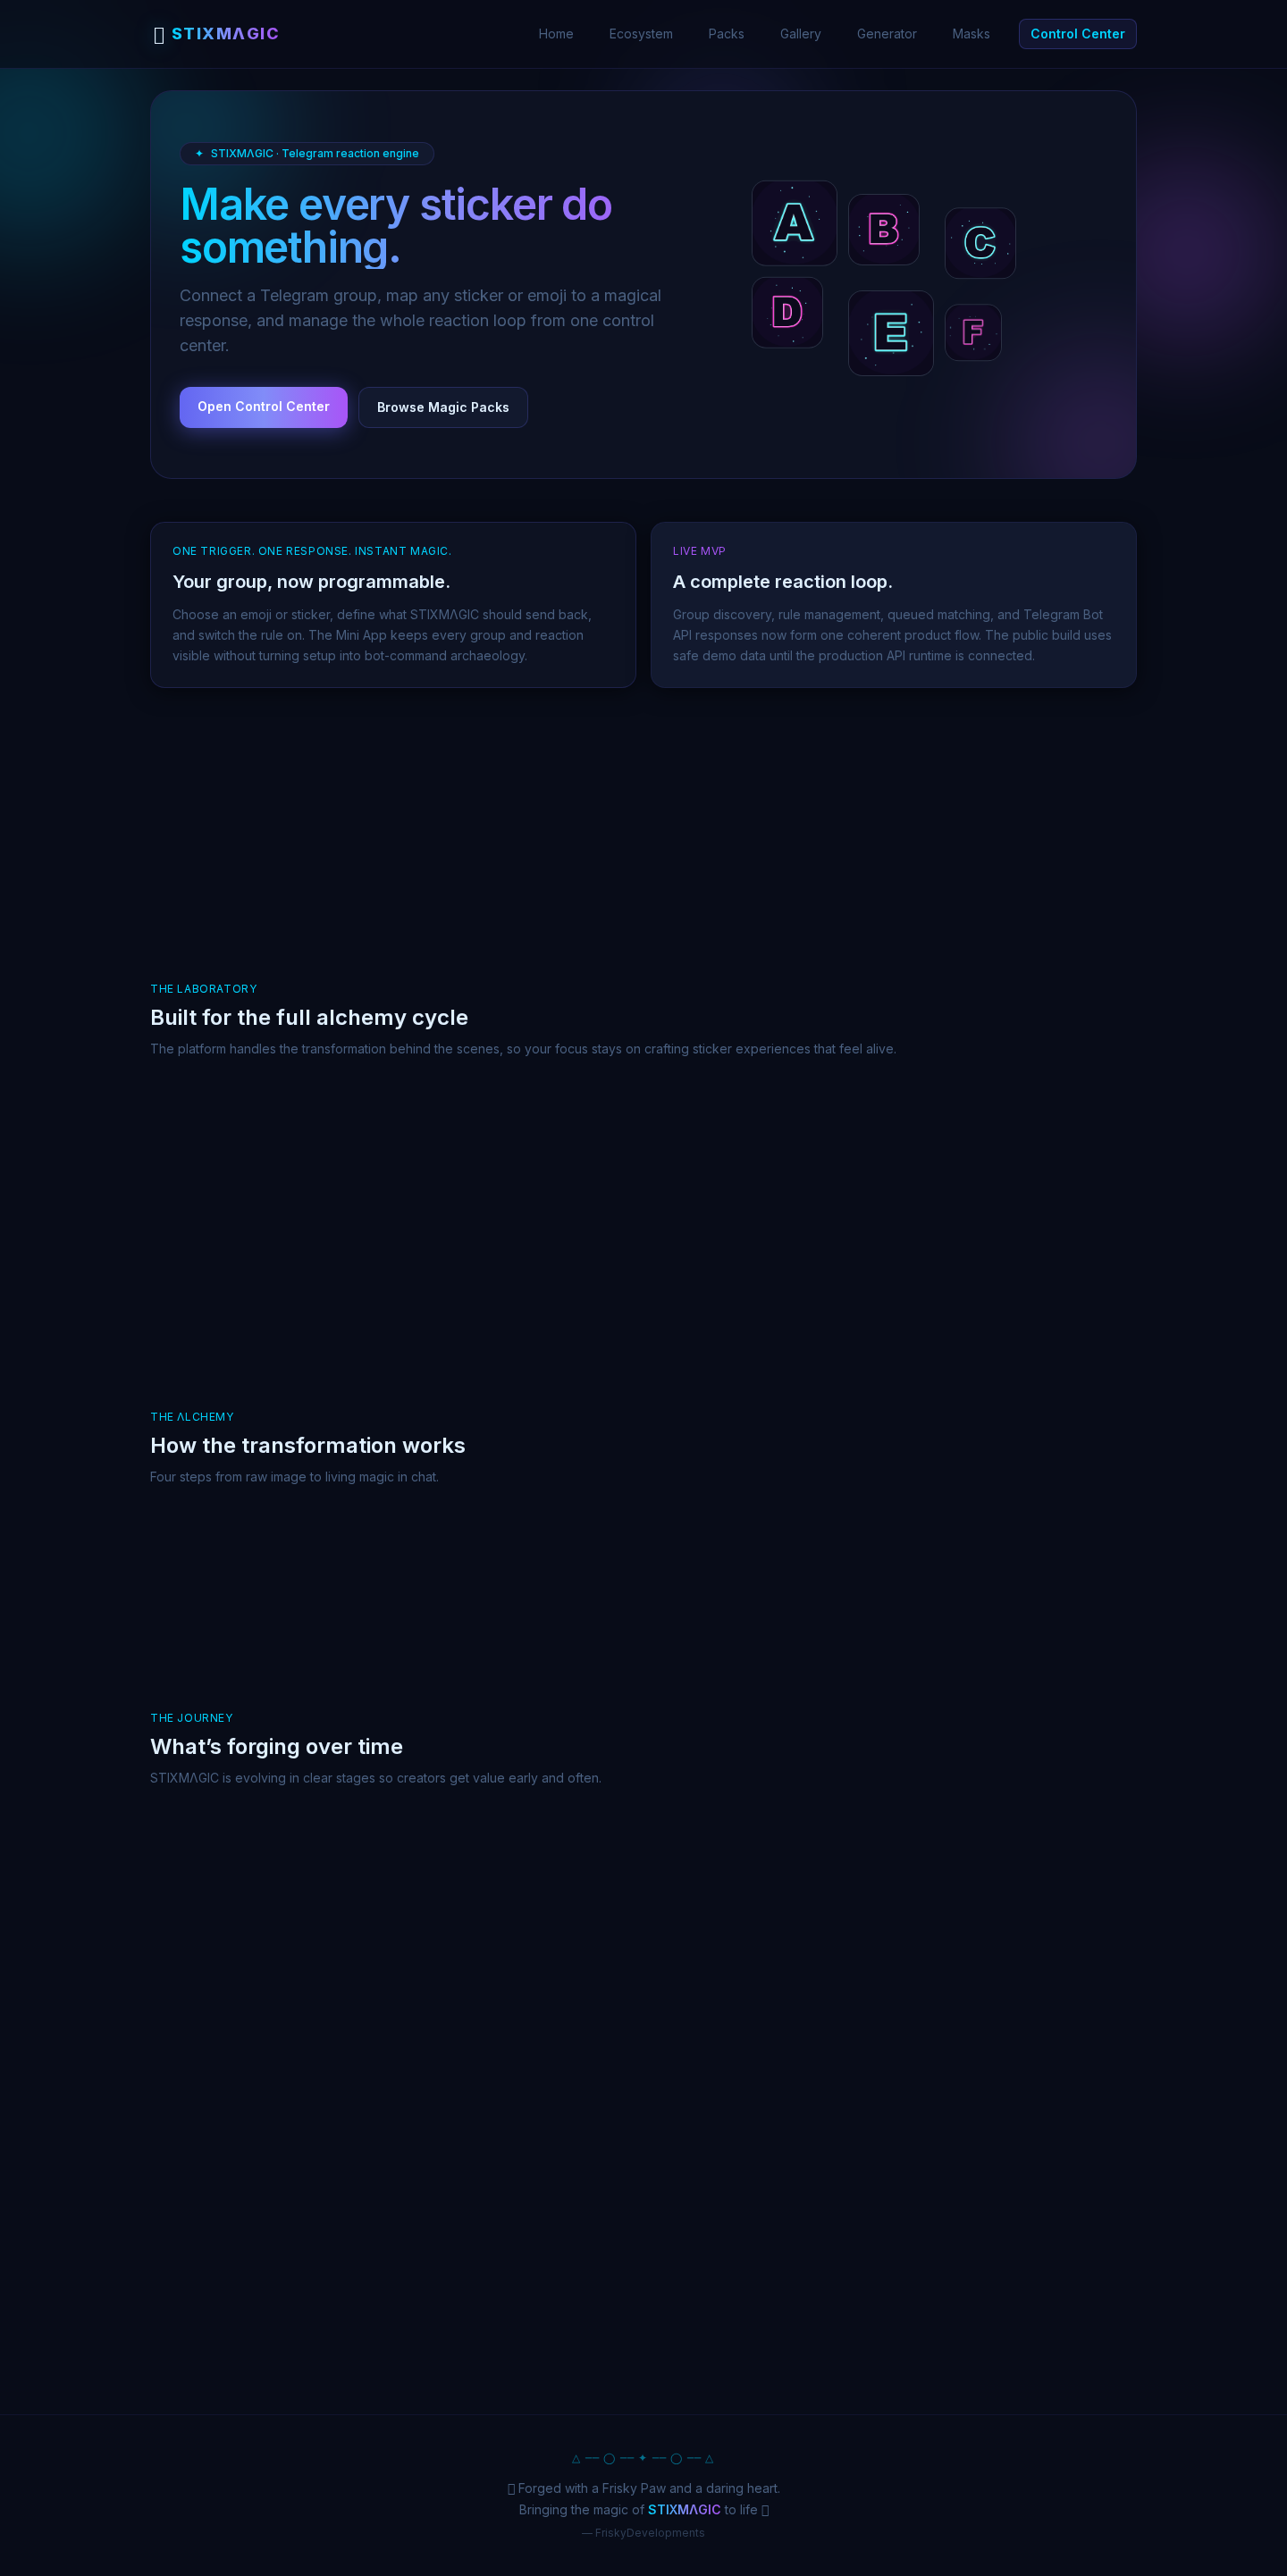 STIXMΛGIC
Home
Ecosystem
Packs
Gallery
Generator
Masks
Control Center
✦ STIXMΛGIC · Telegram reaction engine
Make every sticker do
something.
Connect a Telegram group, map any sticker or emoji to a magical
response, and manage the whole reaction loop from one control
center.
Open Control Center
Browse Magic Packs
A
B
C
D
E
F
ONE TRIGGER. ONE RESPONSE. INSTANT MAGIC.
Your group, now programmable.
Choose an emoji or sticker, define what STIXMΛGIC should send back,
and switch the rule on. The Mini App keeps every group and reaction
visible without turning setup into bot-command archaeology.
LIVE MVP
A complete reaction loop.
Group discovery, rule management, queued matching, and Telegram Bot
API responses now form one coherent product flow. The public build uses
safe demo data until the production API runtime is connected.
THE LABORATORY
Built for the full alchemy cycle
The platform handles the transformation behind the scenes, so your focus stays on crafting sticker experiences that feel alive.
THE ΛLCHEMY
How the transformation works
Four steps from raw image to living magic in chat.
THE JOURNEY
What’s forging over time
STIXMΛGIC is evolving in clear stages so creators get value early and often.
△ ── ◯ ── ✦ ── ◯ ── △
Forged with a Frisky Paw and a daring heart.
Bringing the magic of STIXMΛGIC to life
— FriskyDevelopments